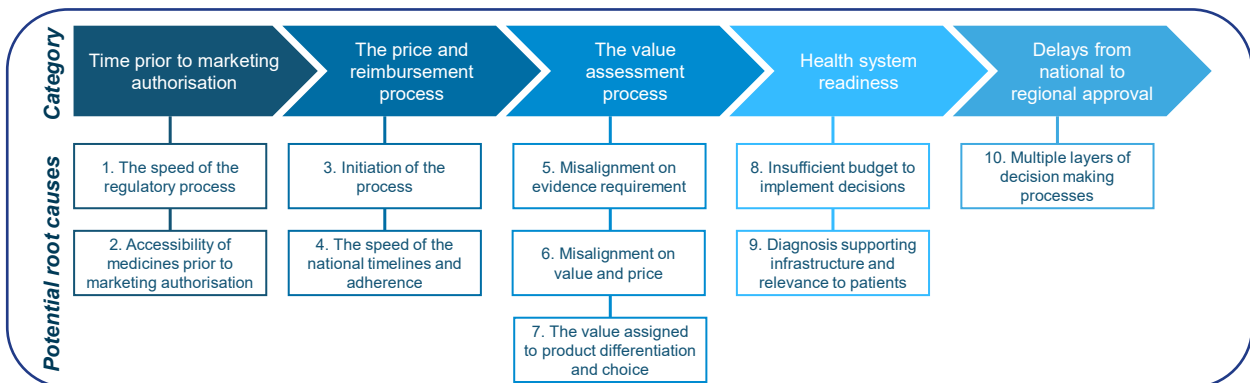 Category
Time prior to marketing
authorisation
The price and
reimbursement
process
The value
assessment
process
Health system
readiness
Delays from
national to
regional approval
Potential root causes
1. The speed of the
regulatory process
2. Accessibility of
medicines prior to
marketing authorisation
3. Initiation of the
process
4. The speed of the
national timelines and
adherence
5. Misalignment on
evidence requirement
6. Misalignment on
value and price
7. The value assigned
to product differentiation
and choice
8. Insufficient budget to
implement decisions
9. Diagnosis supporting
infrastructure and
relevance to patients
10. Multiple layers of
decision making
processes